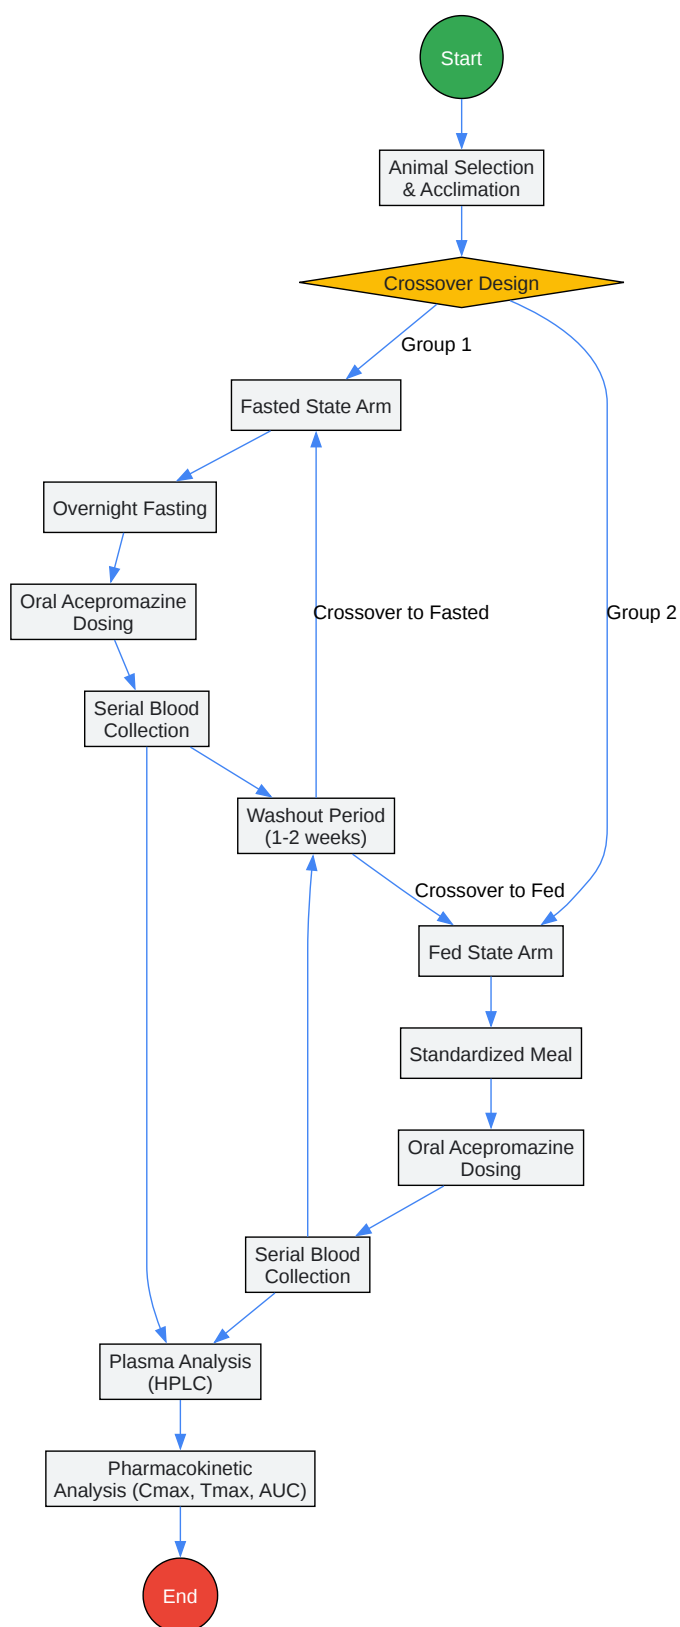 Start
Animal Selection
& Acclimation
Crossover Design
Group 1
Fasted State Arm
Overnight Fasting
Oral Acepromazine
Dosing
Crossover to Fasted
Group 2
Serial Blood
Collection
Washout Period
(1-2 weeks)
Crossover to Fed
Fed State Arm
Standardized Meal
Oral Acepromazine
Dosing
Serial Blood
Collection
Plasma Analysis
(HPLC)
Pharmacokinetic
Analysis (Cmax, Tmax, AUC)
End